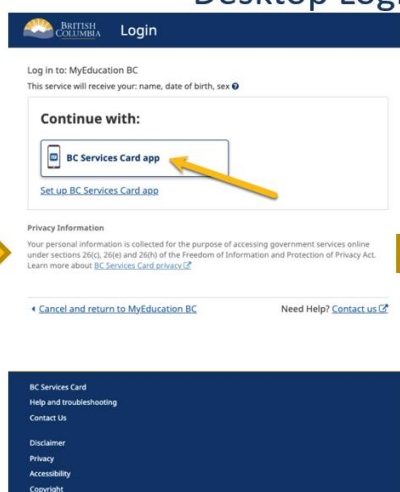 Desktop Logi
BRITISH
COLUMBIA
Login
Log in to: MyEducation BC
This service will receive your: name, date of birth, sex
Continue with:
BC Services Card app
Set up BC Services Card app
Privacy Information
Your personal information is collected for the purpose of accessing government services online
under sections 26(c), 26(e) and 26(h) of the Freedom of Information and Protection of Privacy Act.
Learn more about BC Services Card privacy
Cancel and return to MyEducation BC
Need Help? Contact us
BC Services Card
Help and troubleshooting
Contact Us
Disclaimer
Privacy
Accessibility
Copyright